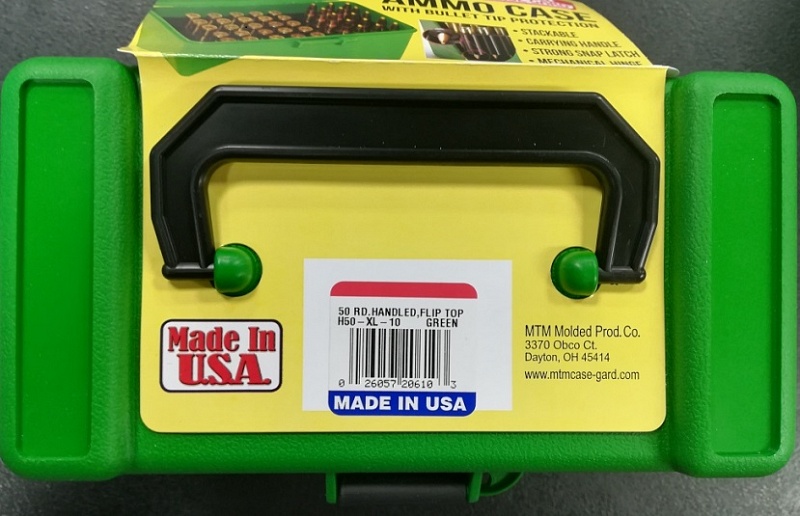 AMMO CASE
WITH BULLET TIP PROTECTION
• STACKABLE
• CARRYING HANDLE
• STRONG SNAP LATCH
• MECHANICAL HINGE
50 RD.HANDLED,FLIP TOP
H50-XL-10 GREEN
0 26057 20610 3
MADE IN USA
Made In
U.S.A.
MTM Molded Prod. Co.
3370 Obco Ct.
Dayton, OH 45414
www.mtmcase-gard.com